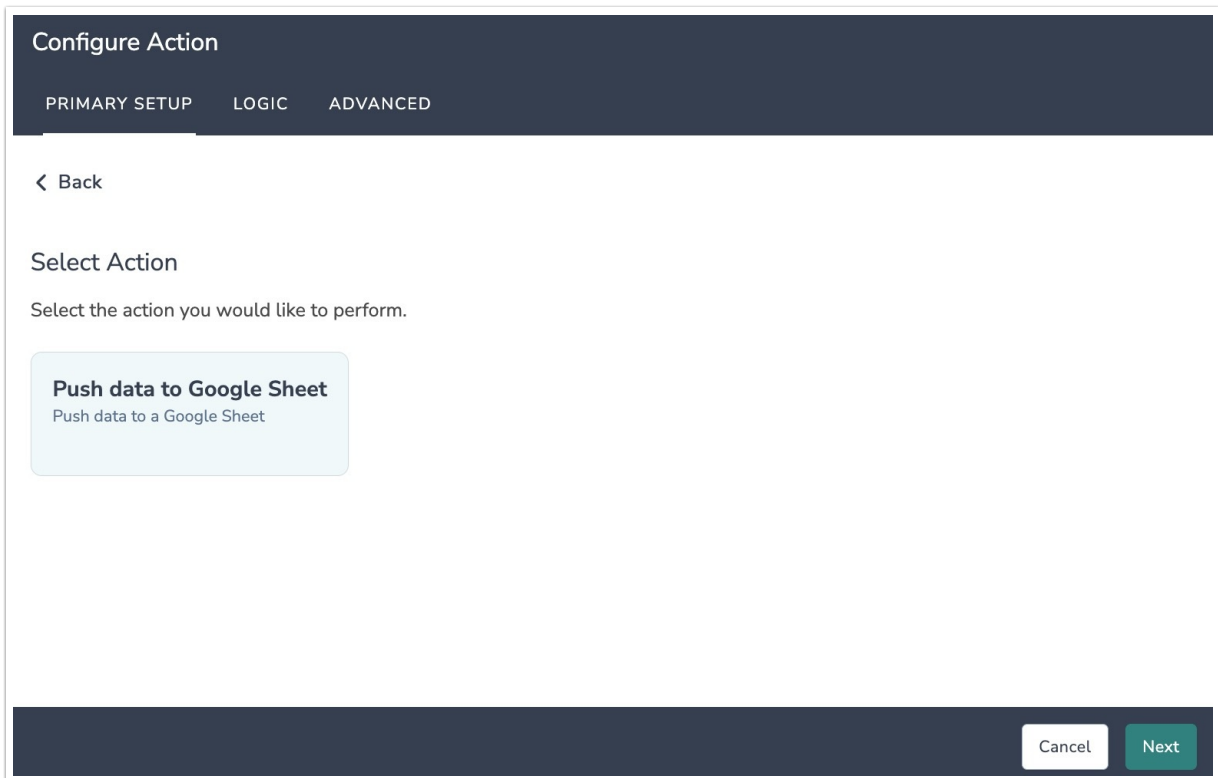 Configure Action
PRIMARY SETUP LOGIC ADVANCED
Back
Select Action
Select the action you would like to perform.
Push data to Google Sheet
Push data to a Google Sheet
Cancel Next